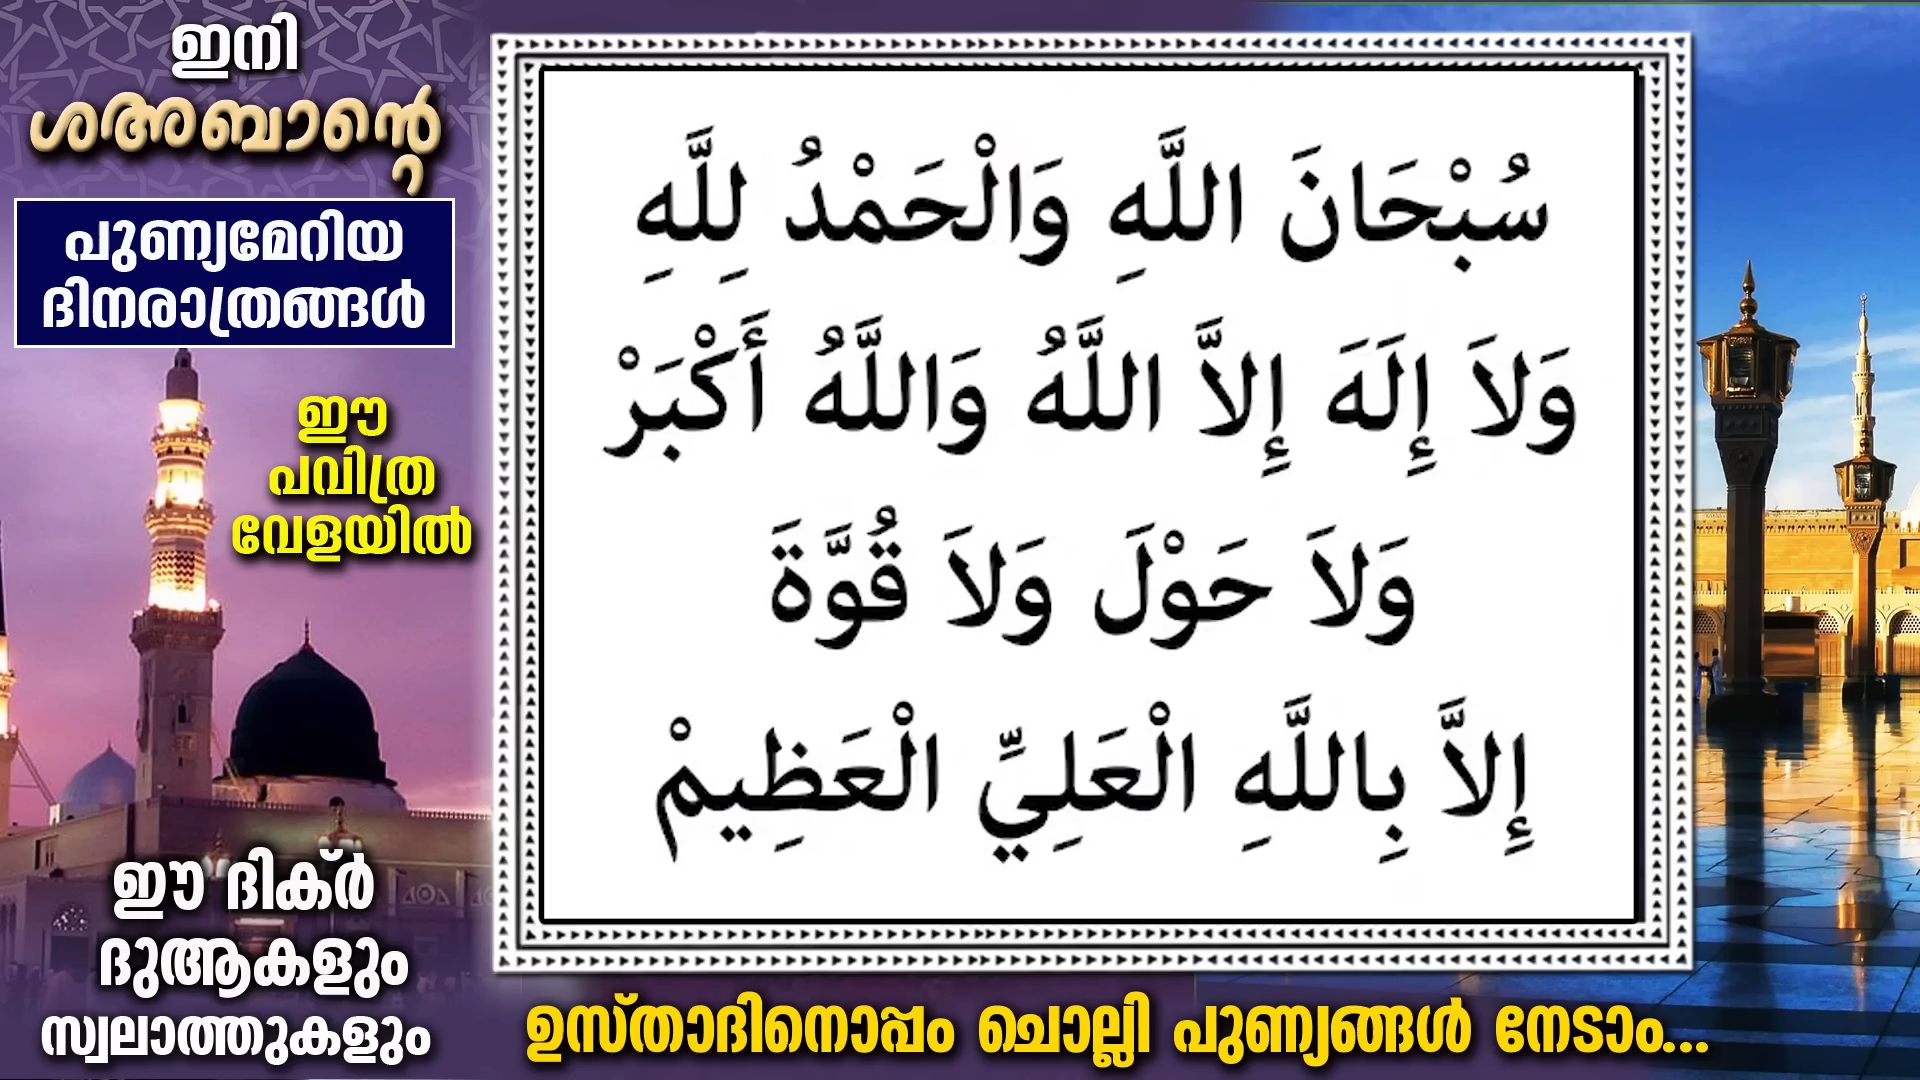 ഇനി
ശഅബാന്റെ
പുണ്യമേറിയ
ദിനരാത്രങ്ങൾ
ഈ
പവിത്ര
വേളയിൽ
ഈ ദിക്ർ
ദുആകളും
സ്വലാത്തുകളും
سُبْحَانَ اللَّهِ وَالْحَمْدُ لِلَّهِ
وَلاَ إِلَهَ إِلاَّ اللَّهُ وَاللَّهُ أَكْبَرْ
وَلاَ حَوْلَ وَلاَ قُوَّةَ
إِلاَّ بِاللَّهِ الْعَلِيِّ الْعَظِيمْ
ഉസ്താദിനൊപ്പം ചൊല്ലി പുണ്യങ്ങൾ നേടാം...